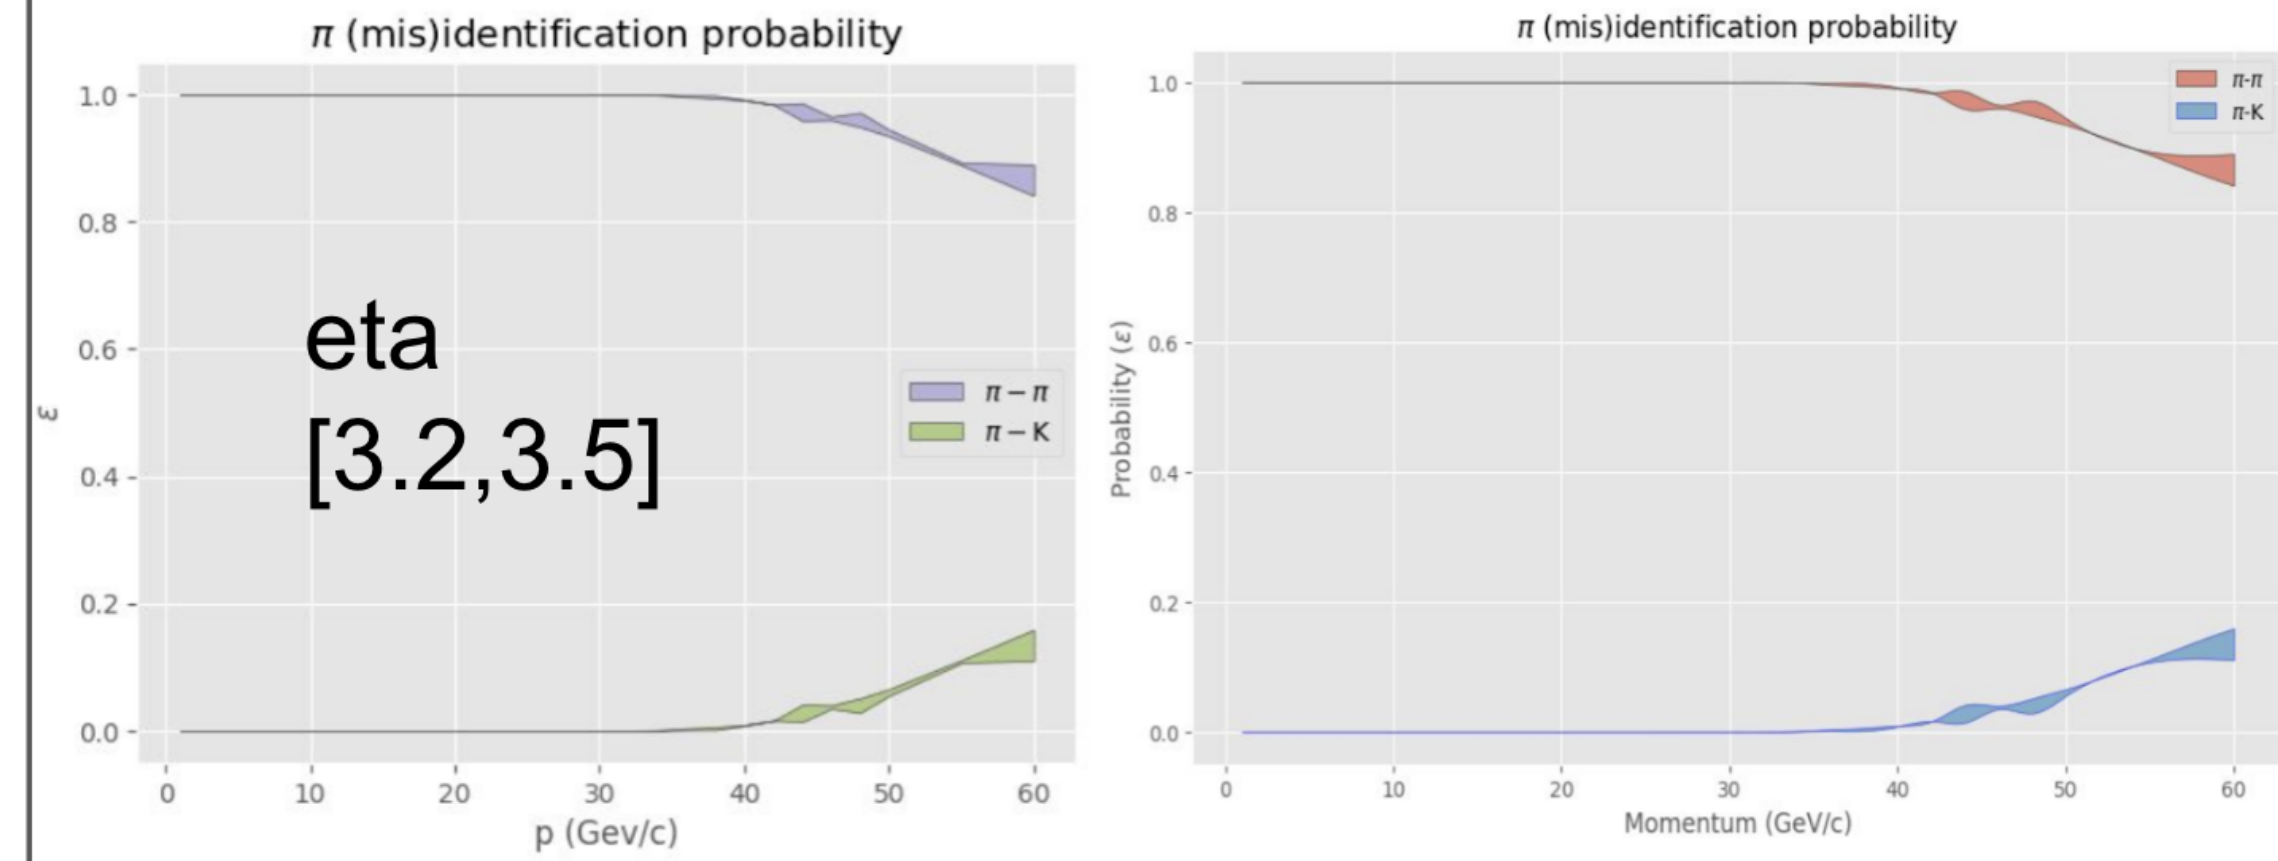 π (mis)identification probability
1.0
0.8
0.6
0.4
0.2
0.0
ε
eta
[3.2,3.5]
π − π
π − K
0 10 20 30 40 50 60
p (Gev/c)
π (mis)identification probability
1.0
0.8
0.6
0.4
0.2
0.0
Probability (ε)
π-π
π-K
0 10 20 30 40 50 60
Momentum (GeV/c)